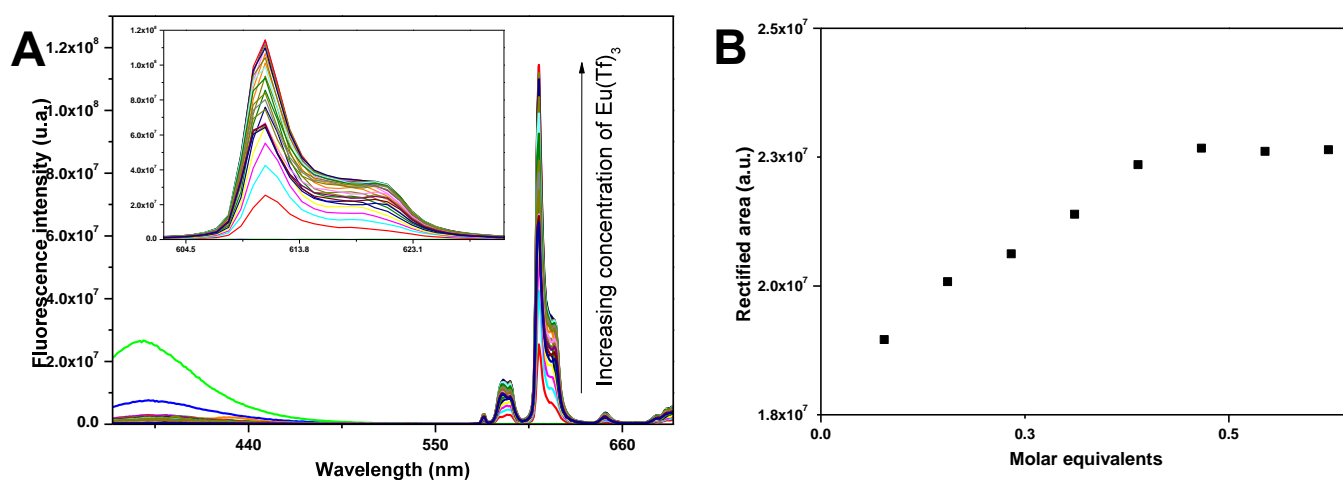 A
Fluorescence intensity (u.a.)
1.2x10⁸
1.0x10⁸
8.0x10⁷
6.0x10⁷
4.0x10⁷
2.0x10⁷
0.0
440
550
660
Wavelength (nm)
1.2x10⁸
1.0x10⁸
8.0x10⁷
6.0x10⁷
4.0x10⁷
2.0x10⁷
0.0
604.5
613.8
623.1
Increasing concentration of Eu(Tf)₃
B
Rectified area (a.u.)
2.5x10⁷
2.3x10⁷
2.0x10⁷
1.8x10⁷
0.0
0.3
0.5
Molar equivalents